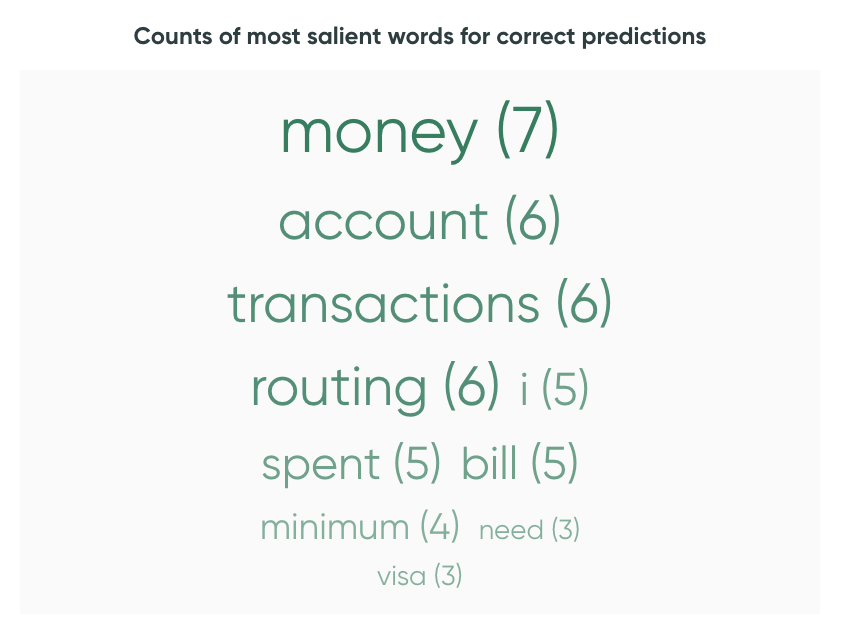 Counts of most salient words for correct predictions
money (7)
account (6)
transactions (6)
routing (6) i (5)
spent (5) bill (5)
minimum (4) need (3)
visa (3)